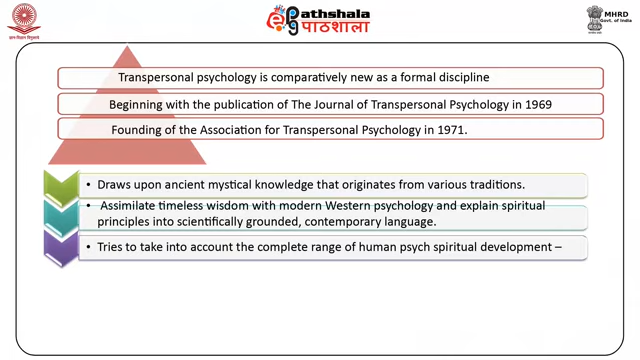 ePathshala
पाठशाला
MHRD
Govt. of India
Transpersonal psychology is comparatively new as a formal discipline
Beginning with the publication of The Journal of Transpersonal Psychology in 1969
Founding of the Association for Transpersonal Psychology in 1971.
• Draws upon ancient mystical knowledge that originates from various traditions.
• Assimilate timeless wisdom with modern Western psychology and explain spiritual
principles into scientifically grounded, contemporary language.
• Tries to take into account the complete range of human psych spiritual development –